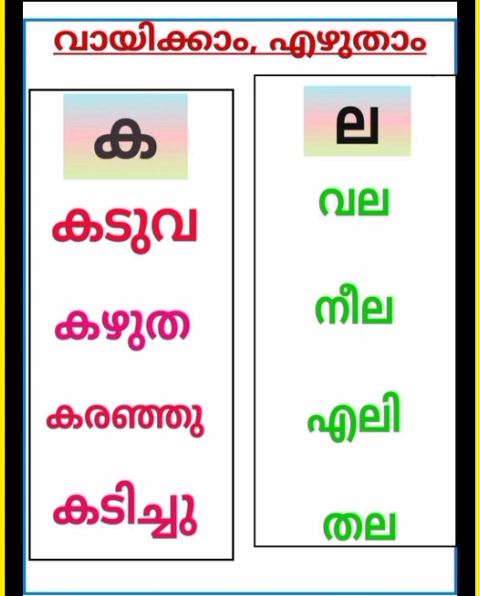 വായിക്കാം, എഴുതാം
ക
കടുവ
കഴുത
കരഞ്ഞു
കടിച്ചു
ല
വല
നീല
എലി
തല